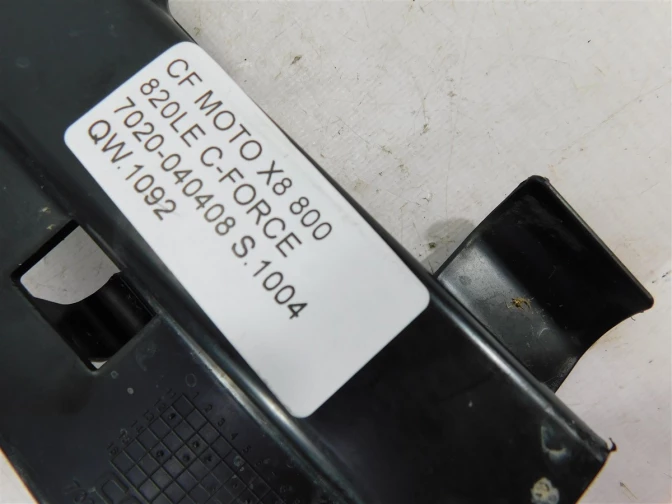 CF MOTO X8 800
820LE C-FORCE
7020-040408 S.1004
QW.1092